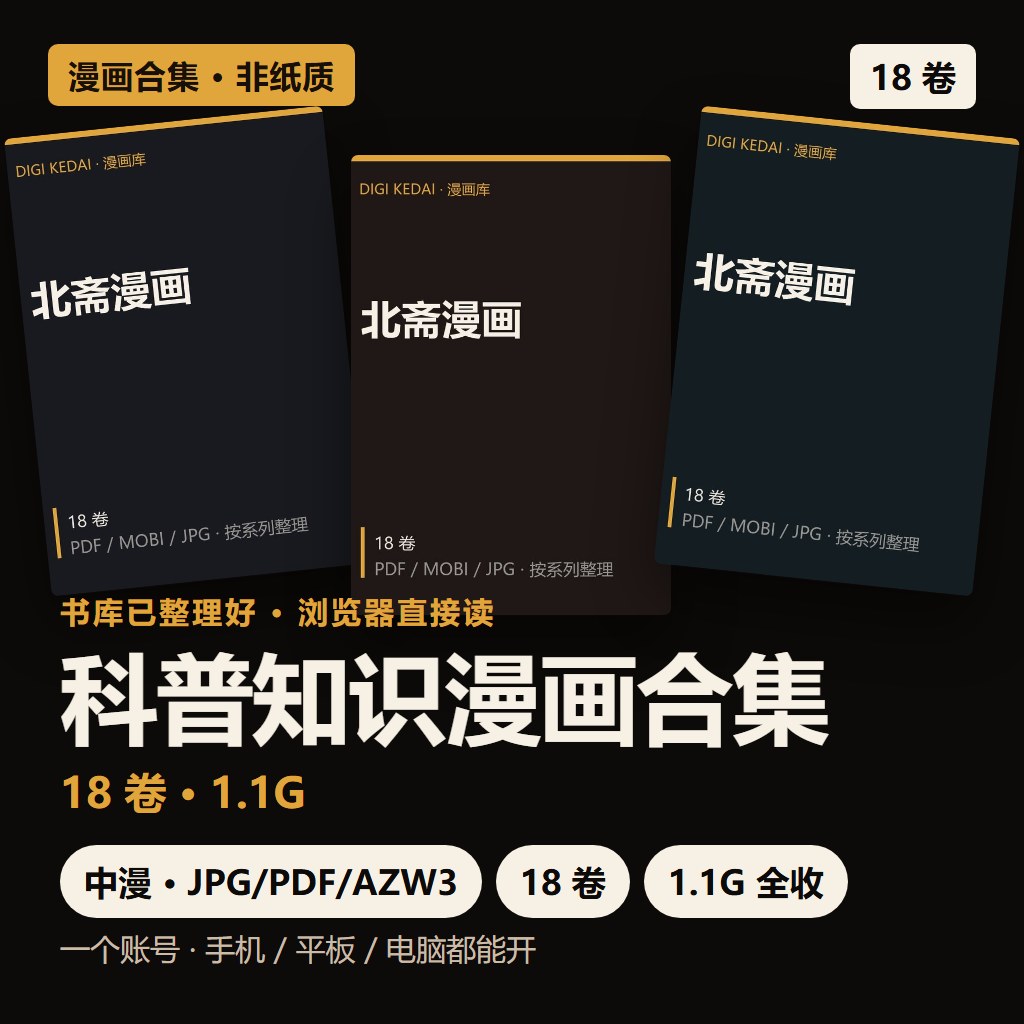 漫画合集 • 非纸质
18 卷
DIGI KEDAI · 漫画库
北斋漫画
18 卷
PDF / MOBI / JPG · 按系列整理
DIGI KEDAI · 漫画库
北斋漫画
18 卷
PDF / MOBI / JPG · 按系列整理
DIGI KEDAI · 漫画库
北斋漫画
18 卷
PDF / MOBI / JPG · 按系列整理
书库已整理好 • 浏览器直接读
科普知识漫画合集
18 卷 • 1.1G
中漫 • JPG/PDF/AZW3
18 卷
1.1G 全收
一个账号 · 手机 / 平板 / 电脑都能开